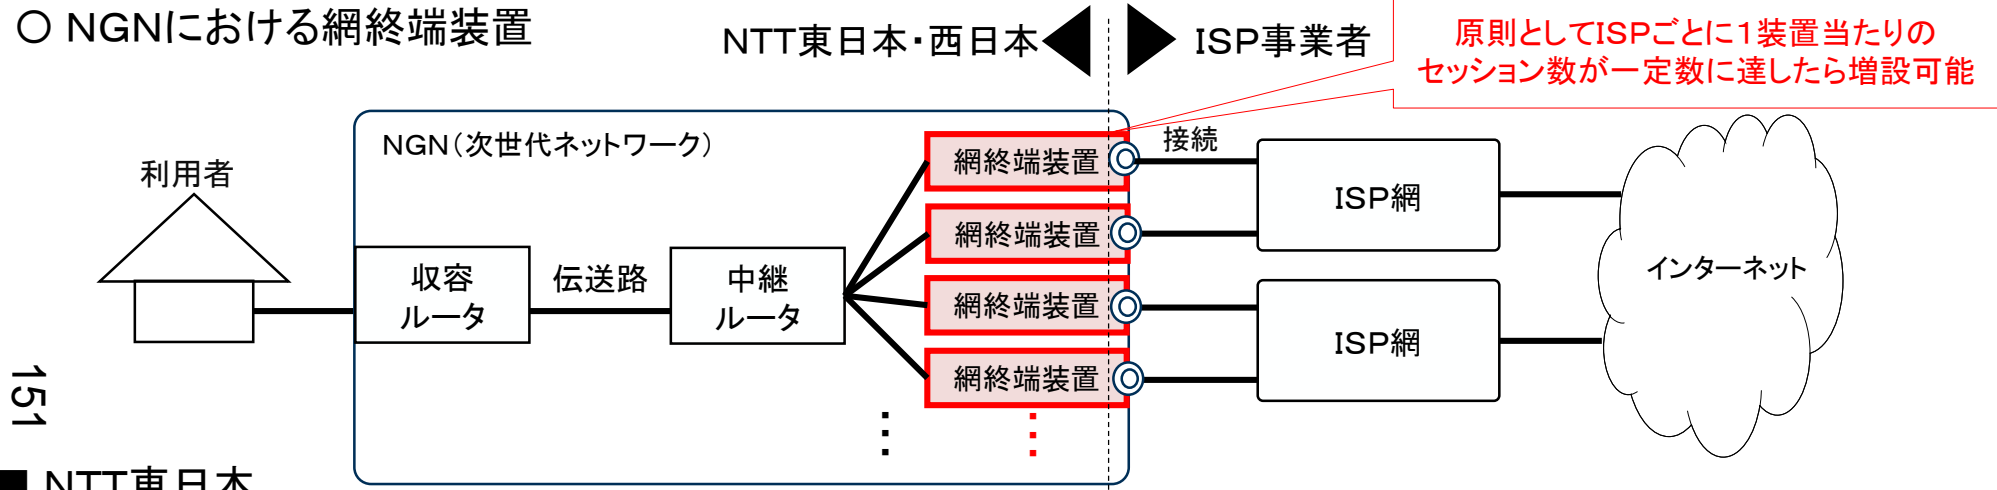 ○ NGNにおける網終端装置
NTT東日本・西日本
ISP事業者
原則としてISPごとに1装置当たりの
セッション数が一定数に達したら増設可能
NGN(次世代ネットワーク)
利用者
収容
ルータ
伝送路
中継
ルータ
網終端装置
網終端装置
網終端装置
網終端装置
接続
ISP網
ISP網
インターネット
151
■ NTT東日本